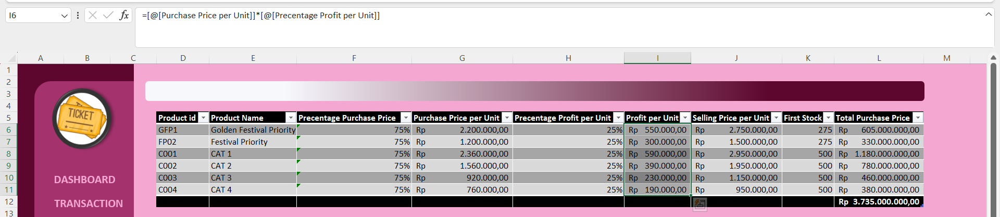 I6 fx =[@[Purchase Price per Unit]]*[@[Precentage Profit per Unit]]
A B C D E F G H I J K L M
1
2
3
4
5 Product id Product Name Precentage Purchase Price Purchase Price per Unit Precentage Profit per Unit Profit per Unit Selling Price per Unit First Stock Total Purchase Price
6 GFP1 Golden Festival Priority 75% Rp 2.200.000,00 25% Rp 550.000,00 Rp 2.750.000,00 275 Rp 605.000.000,00
7 FP02 Festival Priority 75% Rp 1.200.000,00 25% Rp 300.000,00 Rp 1.500.000,00 275 Rp 330.000.000,00
8 C001 CAT 1 75% Rp 2.360.000,00 25% Rp 590.000,00 Rp 2.950.000,00 500 Rp 1.180.000.000,00
9 C002 CAT 2 75% Rp 1.560.000,00 25% Rp 390.000,00 Rp 1.950.000,00 500 Rp 780.000.000,00
10 C003 CAT 3 75% Rp 920.000,00 25% Rp 230.000,00 Rp 1.150.000,00 500 Rp 460.000.000,00
11 C004 CAT 4 75% Rp 760.000,00 25% Rp 190.000,00 Rp 950.000,00 500 Rp 380.000.000,00
12 Rp 3.735.000.000,00
13
TICKET
DASHBOARD
TRANSACTION